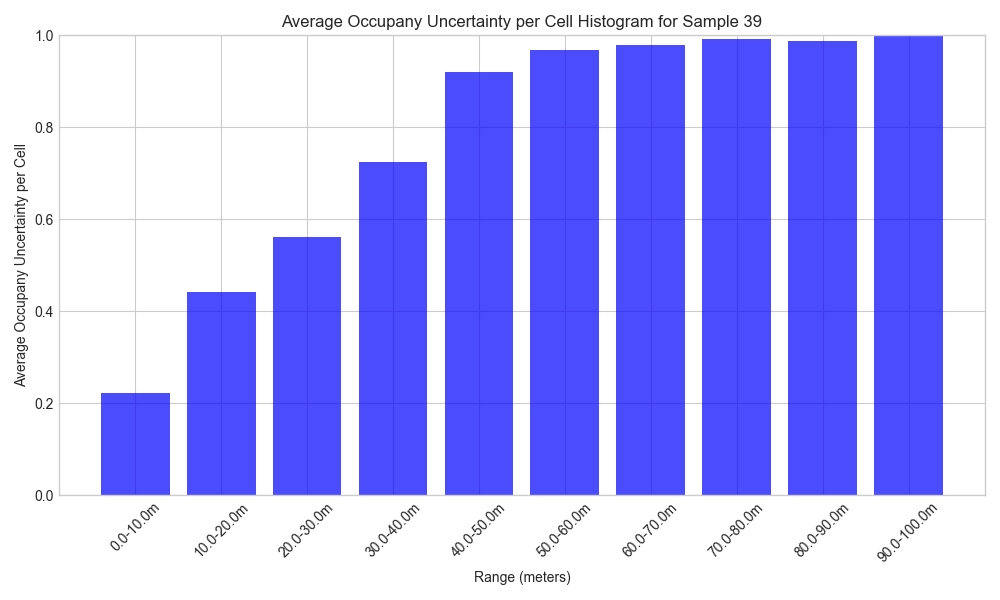 Average Occupany Uncertainty per Cell Histogram for Sample 39
Average Occupany Uncertainty per Cell
1.0
0.8
0.6
0.4
0.2
0.0
0.0-10.0m
10.0-20.0m
20.0-30.0m
30.0-40.0m
40.0-50.0m
50.0-60.0m
60.0-70.0m
70.0-80.0m
80.0-90.0m
90.0-100.0m
Range (meters)